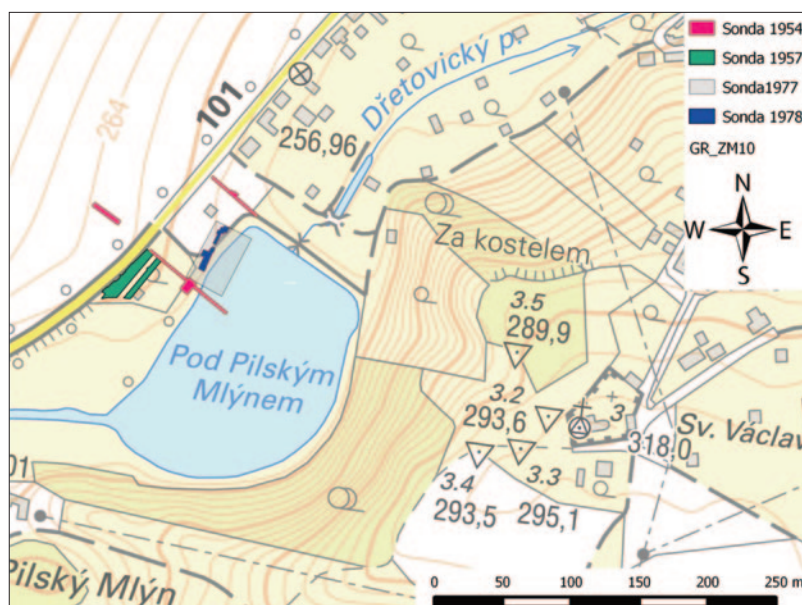 Sonda 1954
Sonda 1957
Sonda1977
Sonda 1978
GR_ZM10
N
W E
S
101
264
256,96
Dřetovický p.
Za kostelem
3.5
289,9
Pod Pilským
Mlýnem
3.2
293,6
3
Sv. Václav
318,0
3.4
3.3
293,5
295,1
01
Pilský Mlýn
0 50 100 150 200 250 m